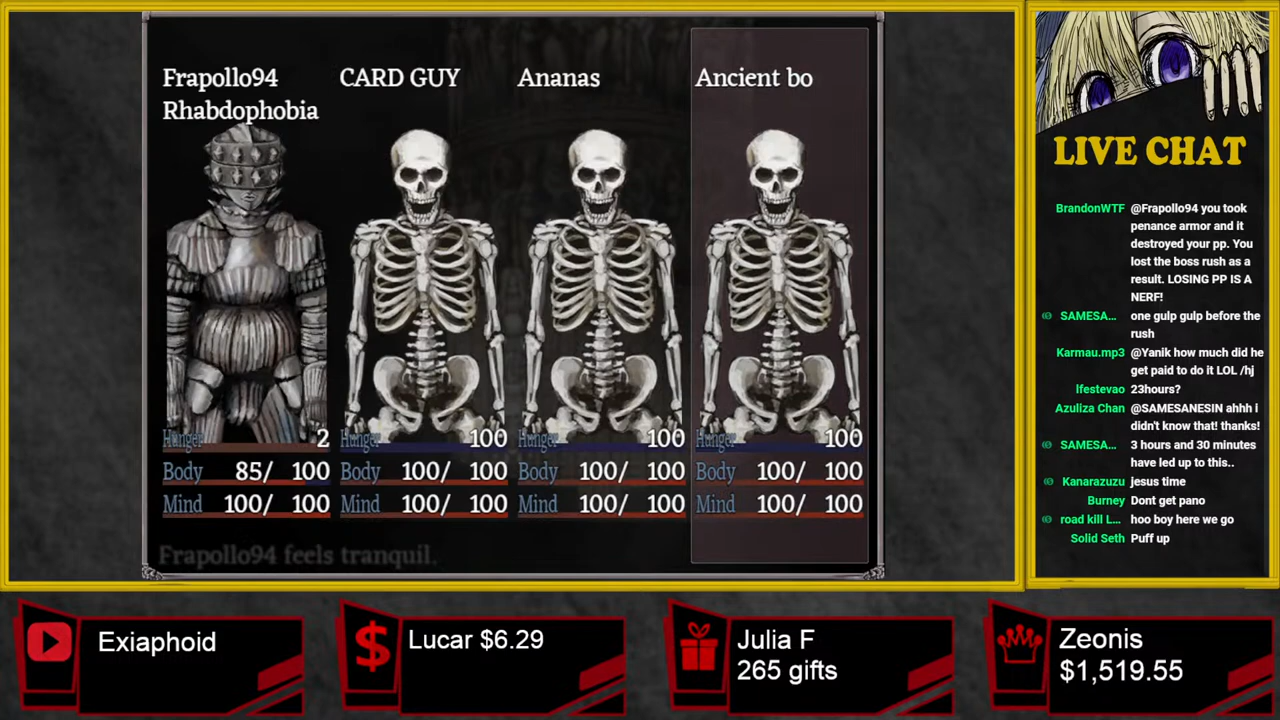 Frapollo94
Rhabdophobia
CARD GUY
Ananas
Ancient bo
Hunger 2
Hunger 100
Hunger 100
Hunger 100
Body 85/ 100
Body 100/ 100
Body 100/ 100
Body 100/ 100
Mind 100/ 100
Mind 100/ 100
Mind 100/ 100
Mind 100/ 100
Frapollo94 feels tranquil.
LIVE CHAT
BrandonWTF @Frapollo94 you took
penance armor and it
destroyed your pp. You
lost the boss rush as a
result. LOSING PP IS A
NERF!
SAMESA... one gulp gulp before the
rush
Karmau.mp3 @Yanik how much did he
get paid to do it LOL /hj
lfestevao 23hours?
Azuliza Chan @SAMESANESIN ahhh i
didn't know that! thanks!
SAMESA... 3 hours and 30 minutes
have led up to this..
Kanarazuzu jesus time
Burney Dont get pano
road kill L... hoo boy here we go
Solid Seth Puff up
Exiaphoid
Lucar $6.29
Julia F
265 gifts
Zeonis
$1,519.55